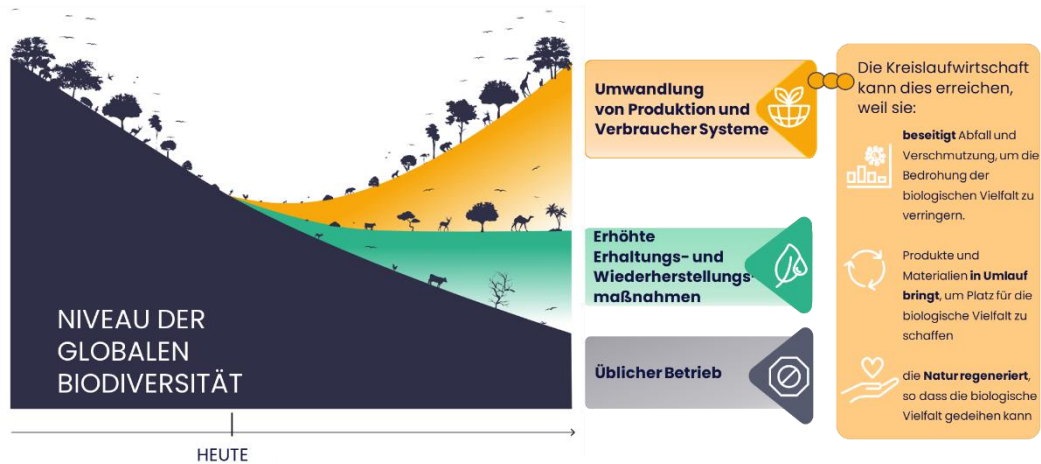 NIVEAU DER
GLOBALEN
BIODIVERSITÄT
HEUTE
Umwandlung
von Produktion und
Verbraucher Systeme
Erhöhte
Erhaltungs- und
Wiederherstellungs-
maßnahmen
Üblicher Betrieb
Die Kreislaufwirtschaft
kann dies erreichen,
weil sie:
beseitigt Abfall und
Verschmutzung, um die
Bedrohung der
biologischen Vielfalt zu
verringern.
Produkte und
Materialien in Umlauf
bringt, um Platz für die
biologische Vielfalt zu
schaffen
die Natur regeneriert,
so dass die biologische
Vielfalt gedeihen kann